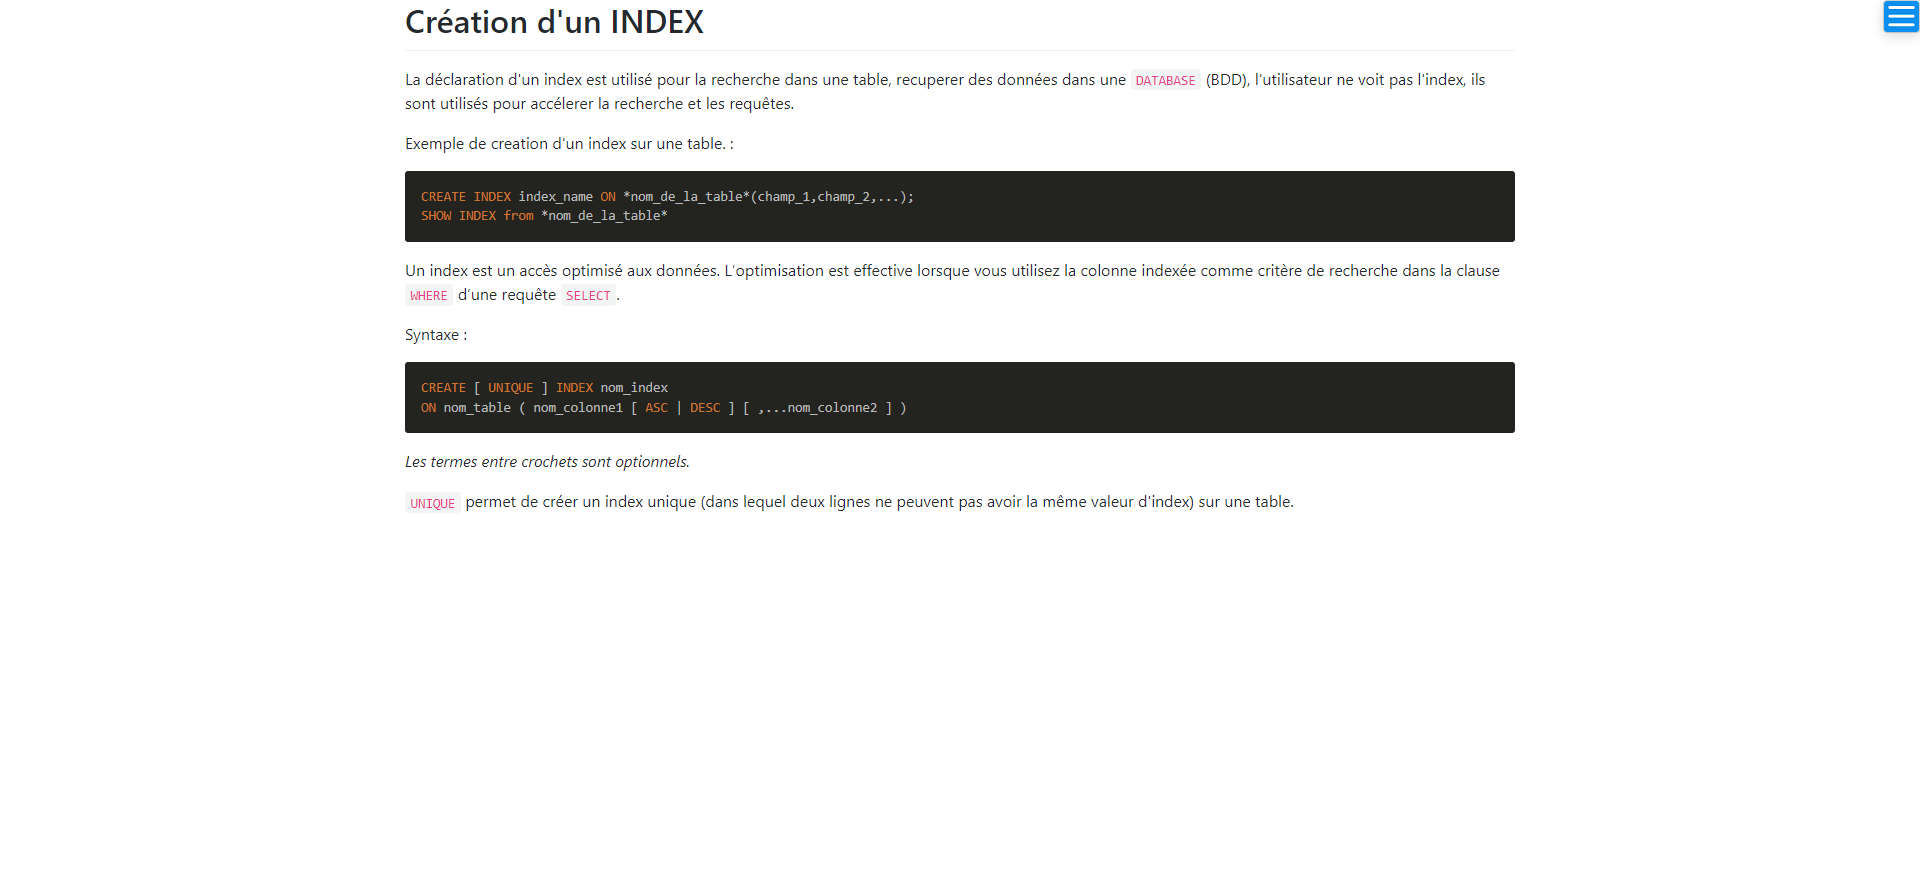 Création d'un INDEX
La déclaration d'un index est utilisé pour la recherche dans une table, recuperer des données dans une DATABASE (BDD), l'utilisateur ne voit pas l'index, ils
sont utilisés pour accélerer la recherche et les requêtes.
Exemple de creation d'un index sur une table. :
CREATE INDEX index_name ON *nom_de_la_table*(champ_1,champ_2,...);
SHOW INDEX from *nom_de_la_table*
Un index est un accès optimisé aux données. L’optimisation est effective lorsque vous utilisez la colonne indexée comme critère de recherche dans la clause
WHERE d’une requête SELECT.
Syntaxe :
CREATE [ UNIQUE ] INDEX nom_index
ON nom_table ( nom_colonne1 [ ASC | DESC ] [ ,...nom_colonne2 ] )
Les termes entre crochets sont optionnels.
UNIQUE permet de créer un index unique (dans lequel deux lignes ne peuvent pas avoir la même valeur d'index) sur une table.